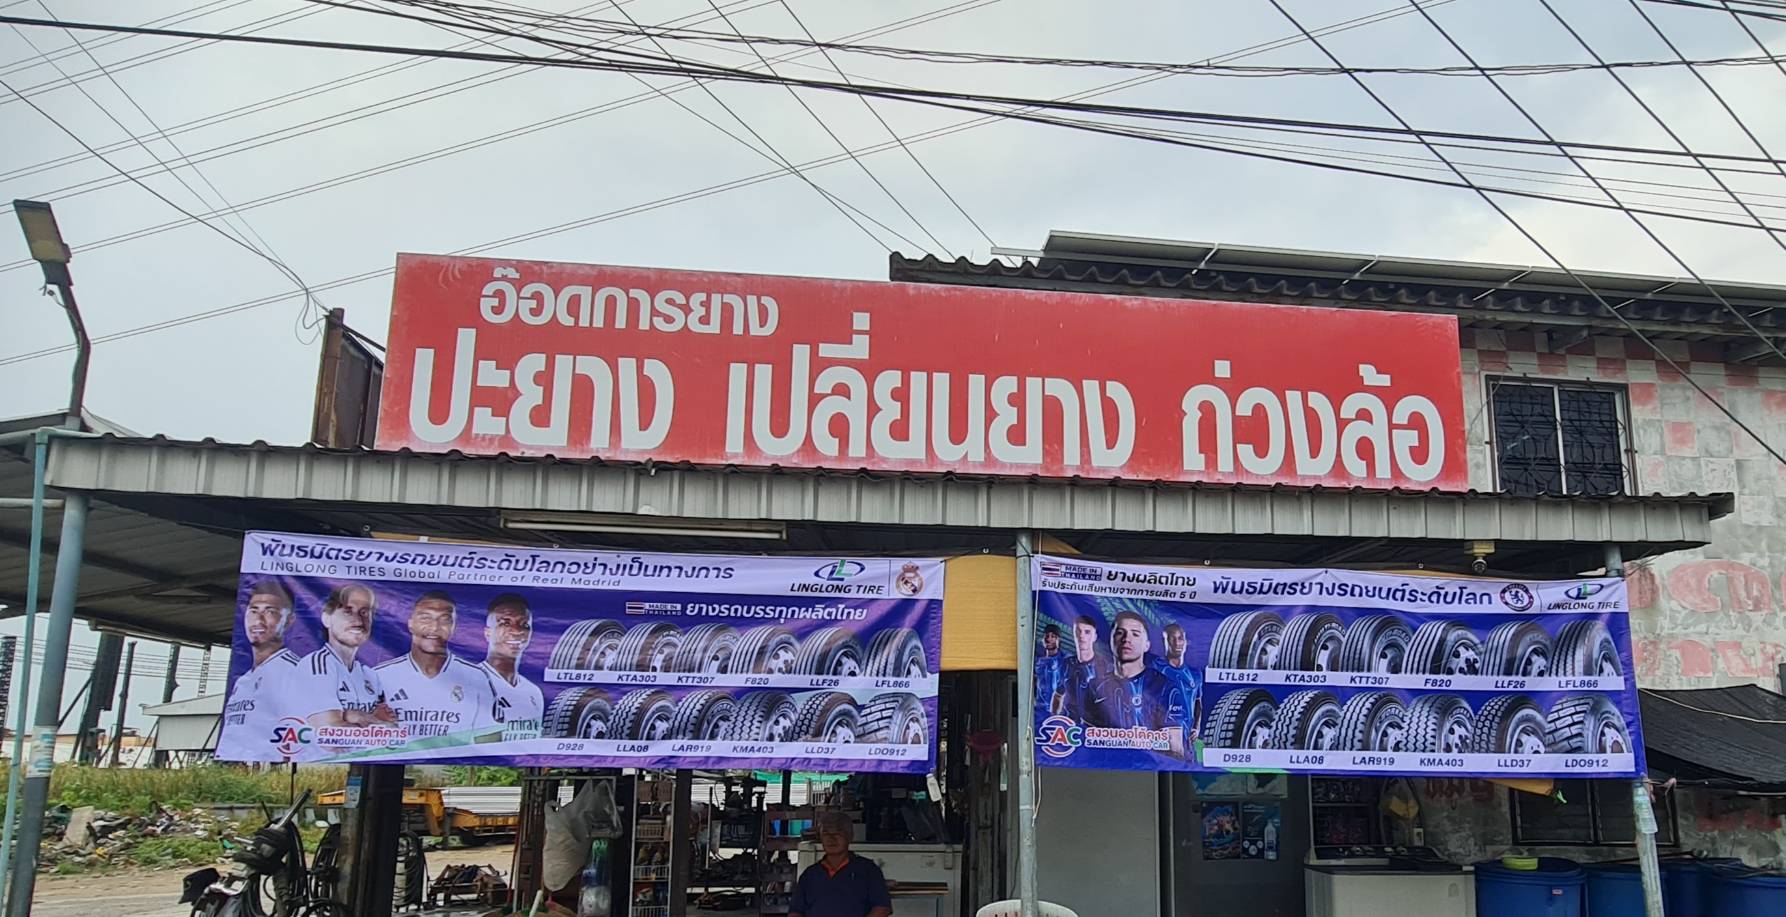 อ๊อดการยาง
ปะยาง เปลี่ยนยาง ถ่วงล้อ
พันธมิตรยางรถยนต์ระดับโลกอย่างเป็นทางการ
LINGLONG TIRES Global Partner of Real Madrid
LINGLONG TIRE
MADE IN THAILAND ยางรถบรรทุกผลิตไทย
LTL812 KTA303 KTT307 F820 LLF26 LFL866
D928 LLA08 LAR919 KMA403 LLD37 LDO912
Emirates
FLY BETTER
SAC สงวนออโต้คาร์
SANGUAN AUTO CAR
MADE IN THAILAND ยางผลิตไทย
รับประกันเสียหายจากการผลิต 5 ปี
พันธมิตรยางรถยนต์ระดับโลก
LINGLONG TIRE
LTL812 KTA303 KTT307 F820 LLF26 LFL866
D928 LLA08 LAR919 KMA403 LLD37 LDO912
SAC สงวนออโต้คาร์
SANGUAN AUTO CAR